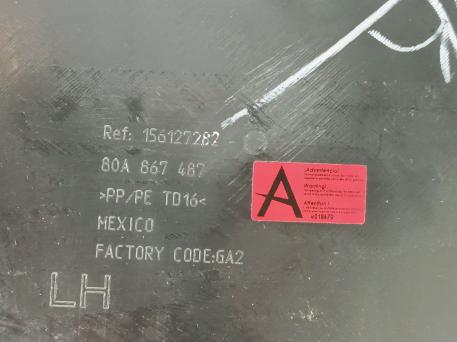 Ref: 156127282
80A 867 487
>PP/PE TD16<
MEXICO
FACTORY CODE:GA2
LH
A
¡Advertencia!
Warning!
Attention !